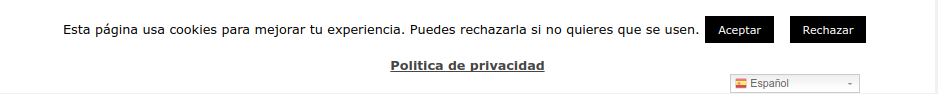 Esta página usa cookies para mejorar tu experiencia. Puedes rechazarla si no quieres que se usen. Aceptar Rechazar
Politica de privacidad
Español